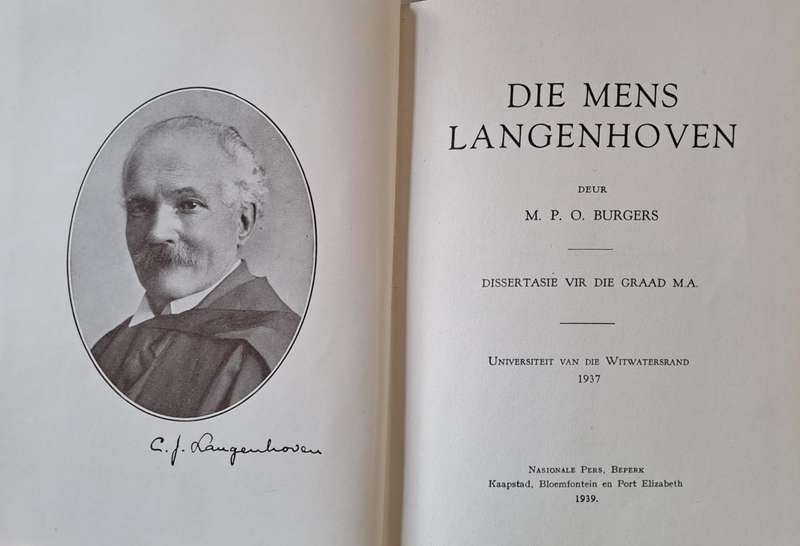 C. J. Langenhoven
DIE MENS
LANGENHOVEN
DEUR
M. P. O. BURGERS
DISSERTASIE VIR DIE GRAAD M.A.
UNIVERSITEIT VAN DIE WITWATERSRAND
1937
NASIONALE PERS, BEPERK
Kaapstad, Bloemfontein en Port Elizabeth
1939.